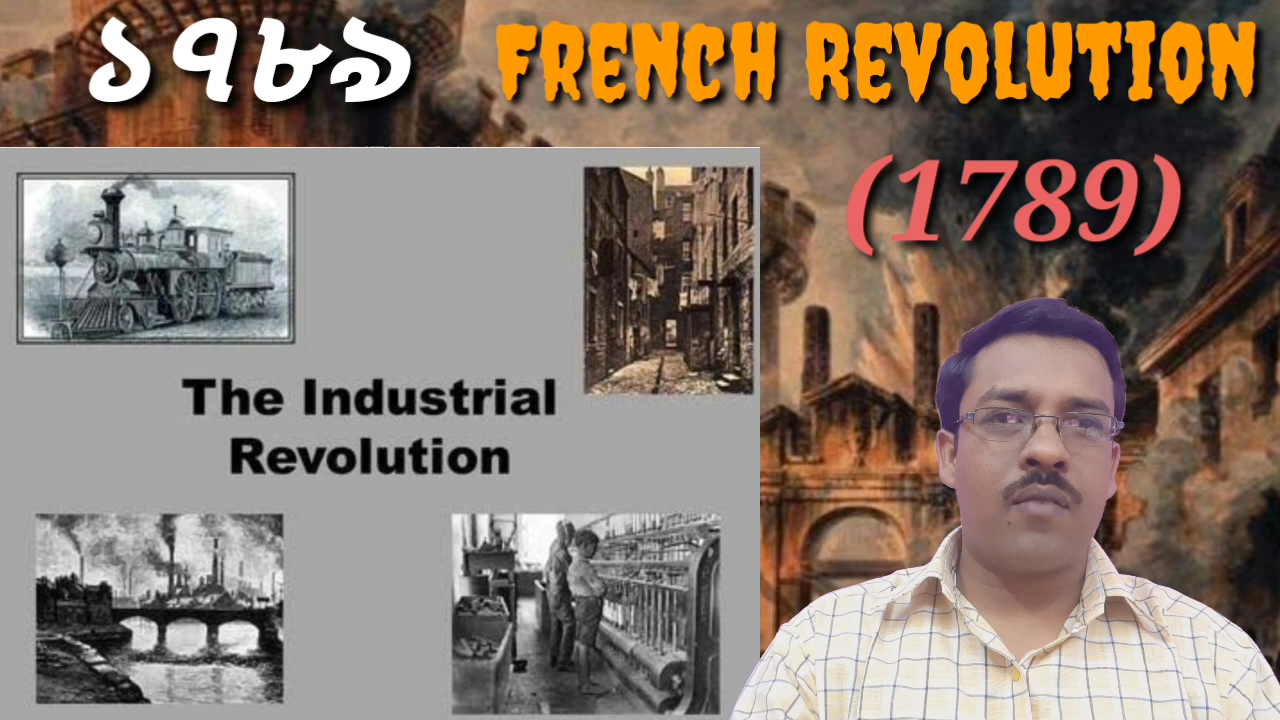 ১৭৮৯ FRENCH REVOLUTION
(1789)
The Industrial
Revolution